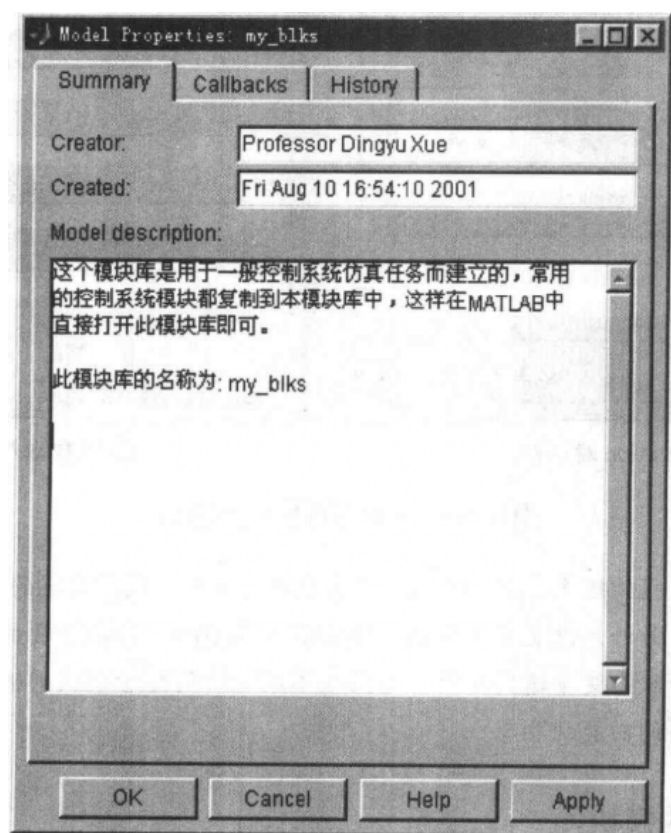 Model Properties: my_blks
Summary Callbacks History
Creator: Professor Dingyu Xue
Created: Fri Aug 10 16:54:10 2001
Model description:
这个模块库是用于一般控制系统仿真任务而建立的，常用
的控制系统模块都复制到本模块库中，这样在MATLAB中
直接打开此模块库即可。
此模块库的名称为: my_blks
OK Cancel Help Apply